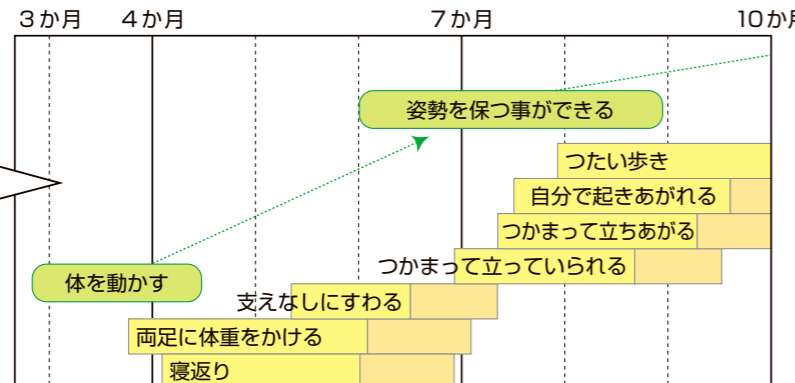 3か月 4か月 7か月 10か月
姿勢を保つ事ができる
つたい歩き
自分で起きあがれる
つかまって立ちあがる
つかまって立っていられる
体を動かす
支えなしにすわる
両足に体重をかける
寝返り